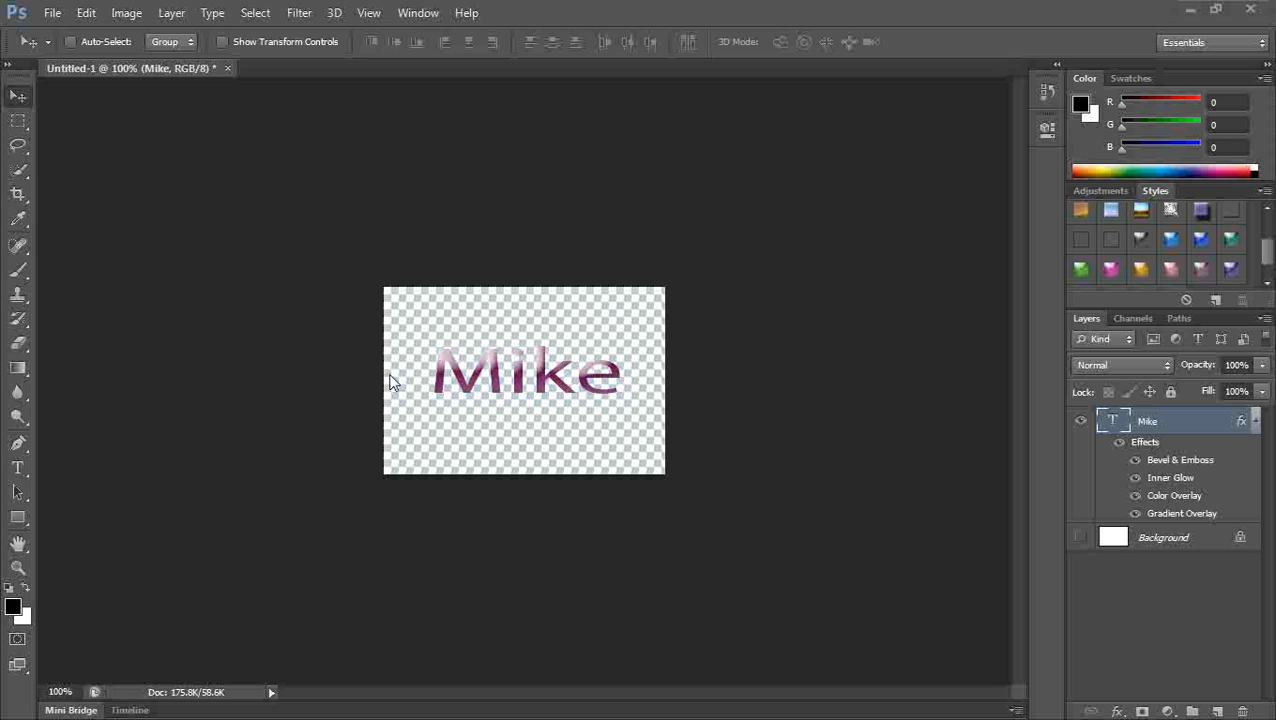 Ps File Edit Image Layer Type Select Filter 3D View Window Help
Auto-Select: Group Show Transform Controls 3D Mode: Essentials
Untitled-1 @ 100% (Mike, RGB/8) * ×
Color Swatches
R 0
G 0
B 0
Adjustments Styles
Layers Channels Paths
Kind
Normal Opacity: 100%
Lock: Fill: 100%
Mike
T Mike fx
Effects
Bevel & Emboss
Inner Glow
Color Overlay
Gradient Overlay
Background
100% Doc: 175.8K/58.6K
Mini Bridge Timeline